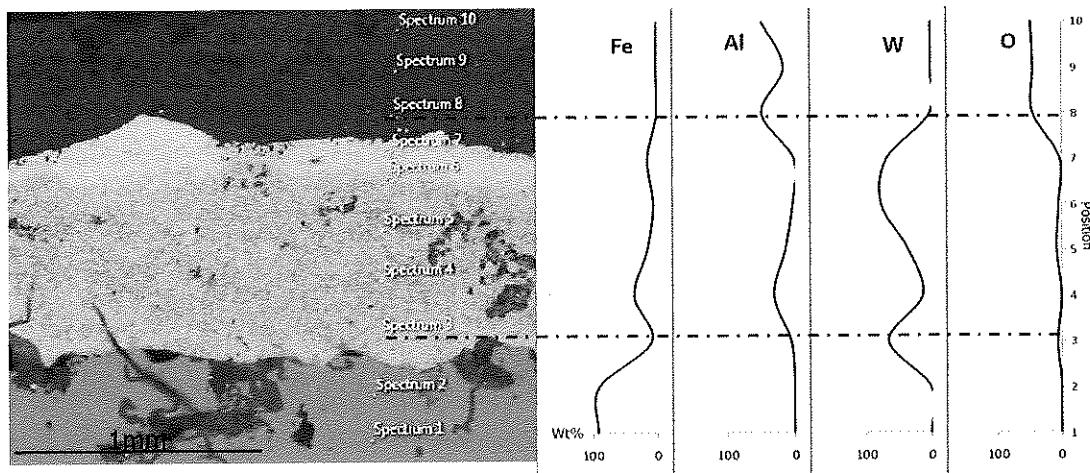 Spectrum 10
Spectrum 9
Spectrum 8
Spectrum 7
Spectrum 6
Spectrum 5
Spectrum 4
Spectrum 3
Spectrum 2
Spectrum 1
1mm
Fe
Al
W
O
10
9
8
7
6
5
4
3
2
1
Position
Wt%
100 0
100 0
100 0
100 0